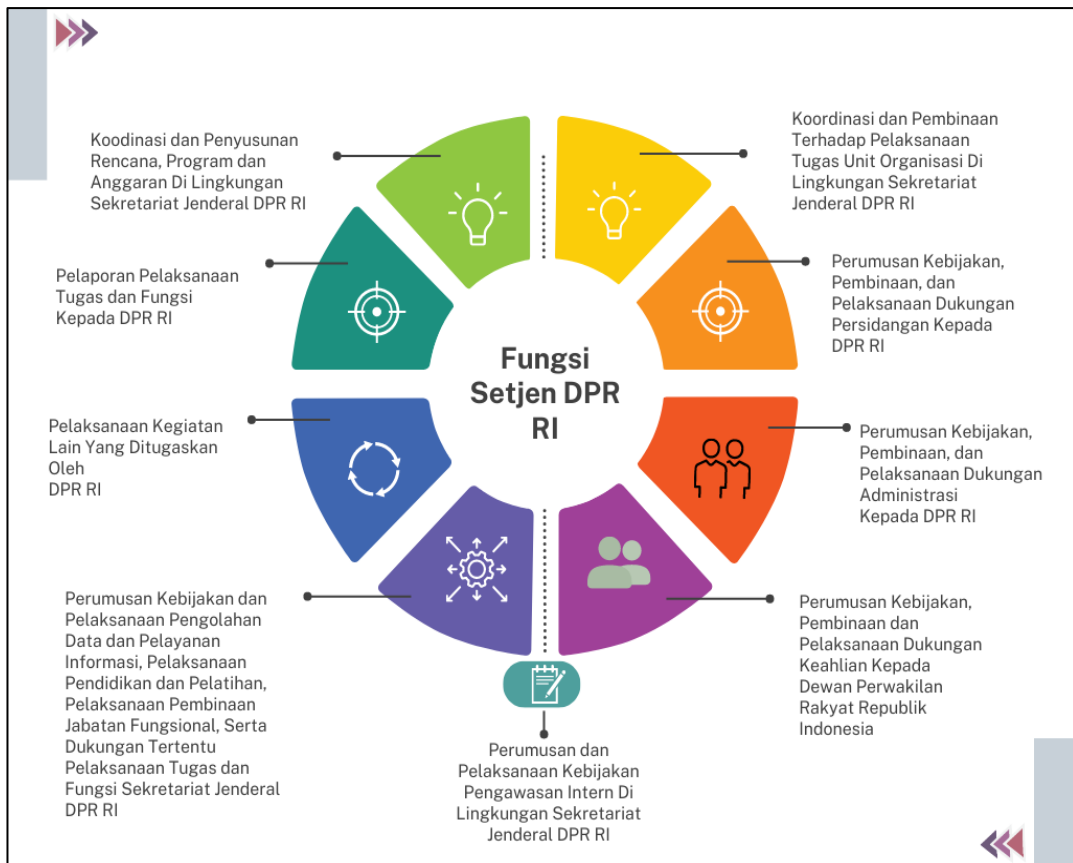 Koodinasi dan Penyusunan
Rencana, Program dan
Anggaran Di Lingkungan
Sekretariat Jenderal DPR RI
Koordinasi dan Pembinaan
Terhadap Pelaksanaan
Tugas Unit Organisasi Di
Lingkungan Sekretariat
Jenderal DPR RI
Pelaporan Pelaksanaan
Tugas dan Fungsi
Kepada DPR RI
Perumusan Kebijakan,
Pembinaan, dan
Pelaksanaan Dukungan
Persidangan Kepada
DPR RI
Fungsi
Setjen DPR
RI
Pelaksanaan Kegiatan
Lain Yang Ditugaskan
Oleh
DPR RI
Perumusan Kebijakan,
Pembinaan, dan
Pelaksanaan Dukungan
Administrasi
Kepada DPR RI
Perumusan Kebijakan dan
Pelaksanaan Pengolahan
Data dan Pelayanan
Informasi, Pelaksanaan
Pendidikan dan Pelatihan,
Pelaksanaan Pembinaan
Jabatan Fungsional, Serta
Dukungan Tertentu
Pelaksanaan Tugas dan
Fungsi Sekretariat Jenderal
DPR RI
Perumusan Kebijakan,
Pembinaan dan
Pelaksanaan Dukungan
Keahlian Kepada
Dewan Perwakilan
Rakyat Republik
Indonesia
Perumusan dan
Pelaksanaan Kebijakan
Pengawasan Intern Di
Lingkungan Sekretariat
Jenderal DPR RI